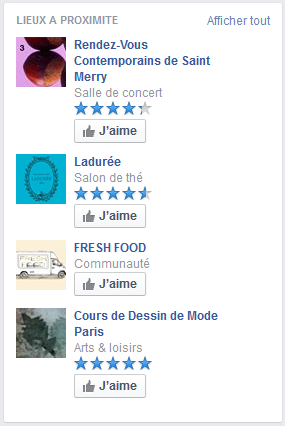 LIEUX A PROXIMITE Afficher tout
3
Rendez-Vous
Contemporains de Saint
Merry
Salle de concert
J'aime
LADURÉE
Ladurée
Salon de thé
J'aime
FRESH FOOD
Communauté
J'aime
Cours de Dessin de Mode
Paris
Arts & loisirs
J'aime